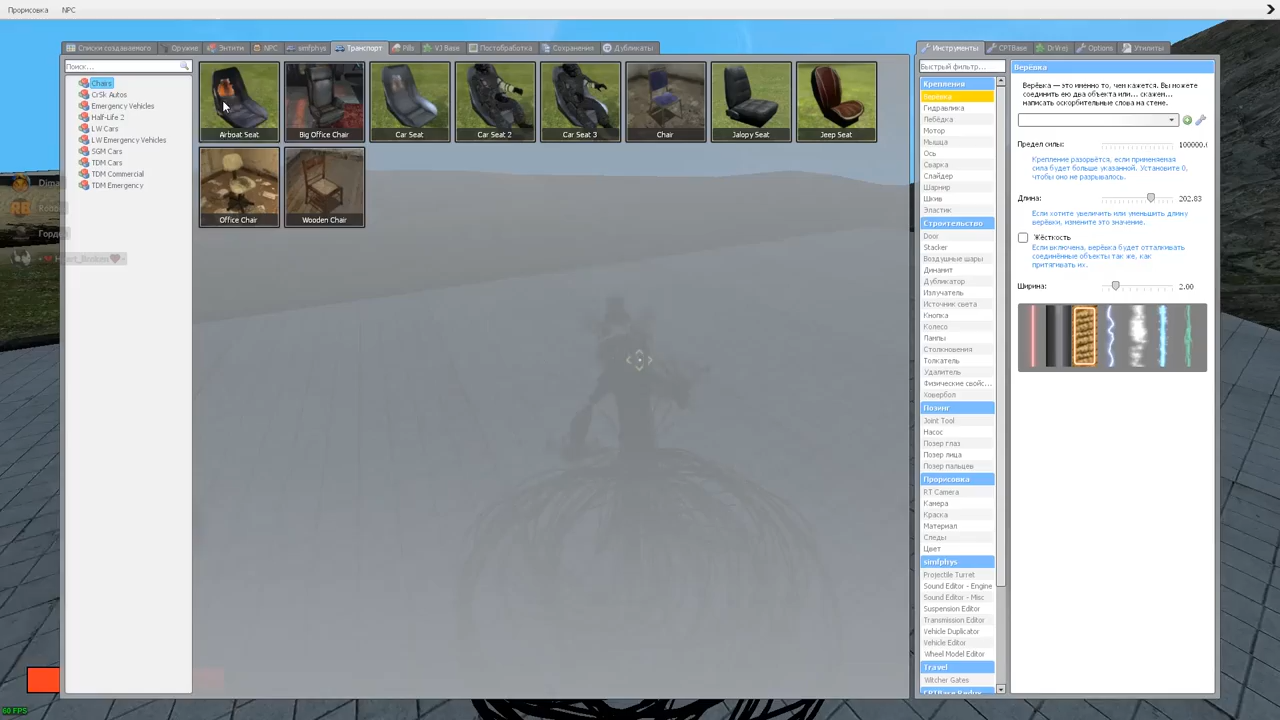 Прорисовка NPC
Списки создаваемого Оружие Энтити NPC simfphys Транспорт Pills VJ Base Постобработка Сохранения Дубликаты
Поиск...
Chairs
CrSk Autos
Emergency Vehicles
Half-Life 2
LW Cars
LW Emergency Vehicles
SGM Cars
TDM Cars
TDM Commercial
TDM Emergency
Airboat Seat Big Office Chair Car Seat Car Seat 2 Car Seat 3 Chair Jalopy Seat Jeep Seat
Office Chair Wooden Chair
Инструменты CPTBase DrVrej Options Утилиты
Быстрый фильтр...
Крепления
Верёвка
Гидравлика
Лебёдка
Мотор
Мышца
Ось
Сварка
Слайдер
Шарнир
Шкив
Эластик
Строительство
Door
Stacker
Воздушные шары
Динамит
Дубликатор
Излучатель
Источник света
Кнопка
Колесо
Лампы
Столкновения
Толкатель
Удалитель
Физические свойс...
Ховербол
Позинг
Joint Tool
Насос
Позер глаз
Позер лица
Позер пальцев
Прорисовка
RT Camera
Камера
Краска
Материал
Следы
Цвет
simfphys
Projectile Turret
Sound Editor - Engine
Sound Editor - Misc
Suspension Editor
Transmission Editor
Vehicle Duplicator
Vehicle Editor
Wheel Model Editor
Travel
Witcher Gates
CPTBase Redux
Верёвка
Верёвка — это именно то, чем кажется. Вы можете
соединить ею два объекта или... скажем...
написать оскорбительные слова на стене.
Предел силы: 100000.(
Крепление разорвётся, если применяемая
сила будет больше указанной. Установите 0,
чтобы оно не разрывалось.
Длина: 202.83
Если хотите увеличить или уменьшить длину
верёвки, измените это значение.
Жёсткость
Если включена, верёвка будет отталкивать
соединённые объекты так же, как
притягивать их.
Ширина: 2.00
60 FPS